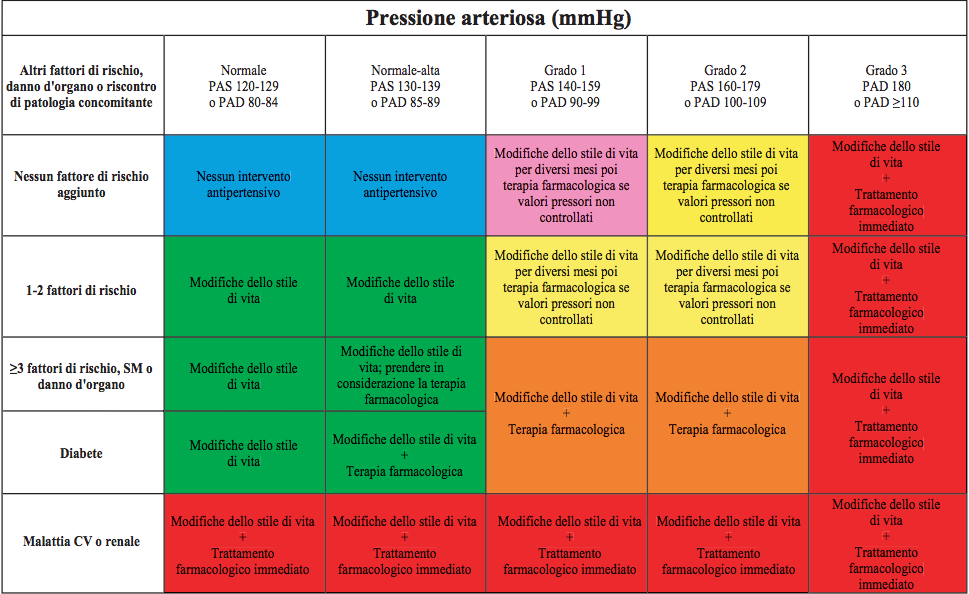 Pressione arteriosa (mmHg)
Altri fattori di rischio,
danno d'organo o riscontro
di patologia concomitante
Normale
PAS 120-129
o PAD 80-84
Normale-alta
PAS 130-139
o PAD 85-89
Grado 1
PAS 140-159
o PAD 90-99
Grado 2
PAS 160-179
o PAD 100-109
Grado 3
PAD 180
o PAD ≥110
Nessun fattore di rischio
aggiunto
Nessun intervento
antipertensivo
Nessun intervento
antipertensivo
Modifiche dello stile di vita
per diversi mesi poi
terapia farmacologica se
valori pressori non
controllati
Modifiche dello stile di vita
per diversi mesi poi
terapia farmacologica se
valori pressori non
controllati
Modifiche dello stile
di vita
+
Trattamento
farmacologico
immediato
1-2 fattori di rischio
Modifiche dello stile
di vita
Modifiche dello stile
di vita
Modifiche dello stile di vita
per diversi mesi poi
terapia farmacologica se
valori pressori non
controllati
Modifiche dello stile di vita
per diversi mesi poi
terapia farmacologica se
valori pressori non
controllati
Modifiche dello stile
di vita
+
Trattamento
farmacologico
immediato
≥3 fattori di rischio, SM o
danno d'organo
Modifiche dello stile
di vita
Modifiche dello stile di
vita; prendere in
considerazione la terapia
farmacologica
Modifiche dello stile di vita
+
Terapia farmacologica
Modifiche dello stile di vita
+
Terapia farmacologica
Modifiche dello stile
di vita
+
Trattamento
farmacologico
immediato
Diabete
Modifiche dello stile
di vita
Modifiche dello stile di vita
+
Terapia farmacologica
Malattia CV o renale
Modifiche dello stile di vita
+
Trattamento
farmacologico immediato
Modifiche dello stile di vita
+
Trattamento
farmacologico immediato
Modifiche dello stile di vita
+
Trattamento
farmacologico immediato
Modifiche dello stile di vita
+
Trattamento
farmacologico immediato
Modifiche dello stile
di vita
+
Trattamento
farmacologico
immediato